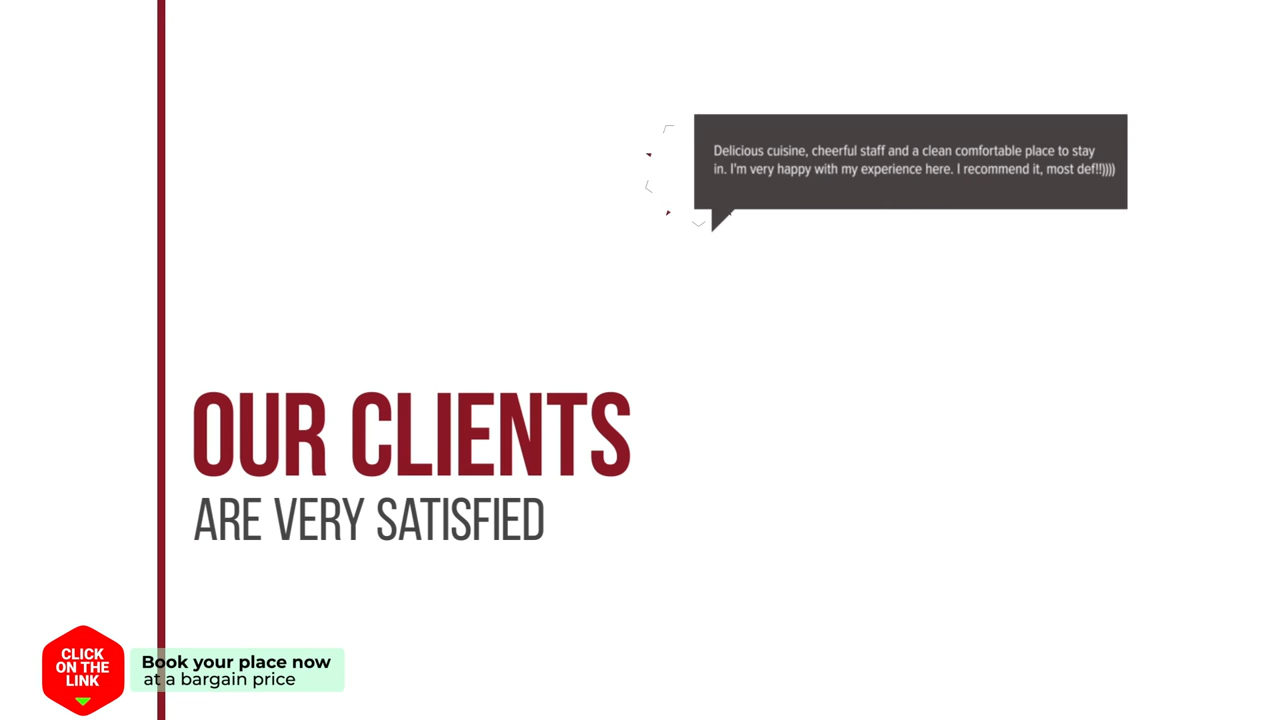 Delicious cuisine, cheerful staff and a clean comfortable place to stay
in. I'm very happy with my experience here. I recommend it, most def!!))))
OUR CLIENTS
ARE VERY SATISFIED
CLICK
ON THE
LINK
Book your place now
at a bargain price